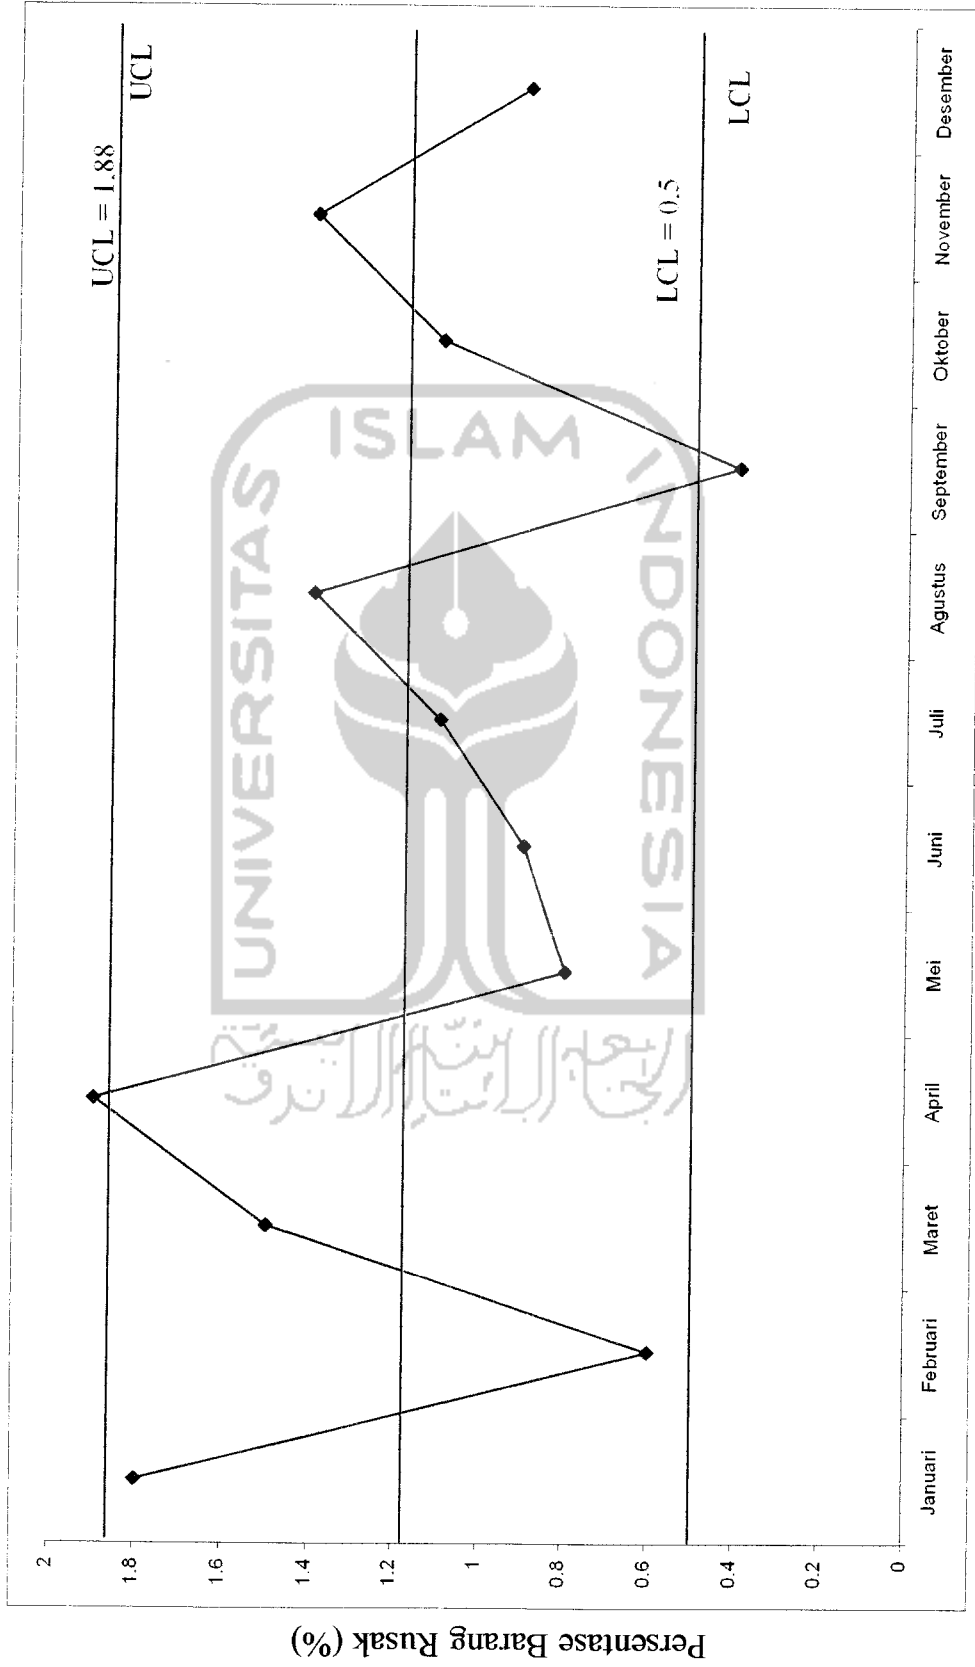 Persentase Barang Rusak (%)
2
1.8
1.6
1.4
1.2
1
0.8
0.6
0.4
0.2
0
UCL = 1.88
UCL
LCL = 0.5
LCL
Januari
Februari
Maret
April
Mei
Juni
Juli
Agustus
September
Oktober
November
Desember
UNIVERSITAS
ISLAM
INDONESIA